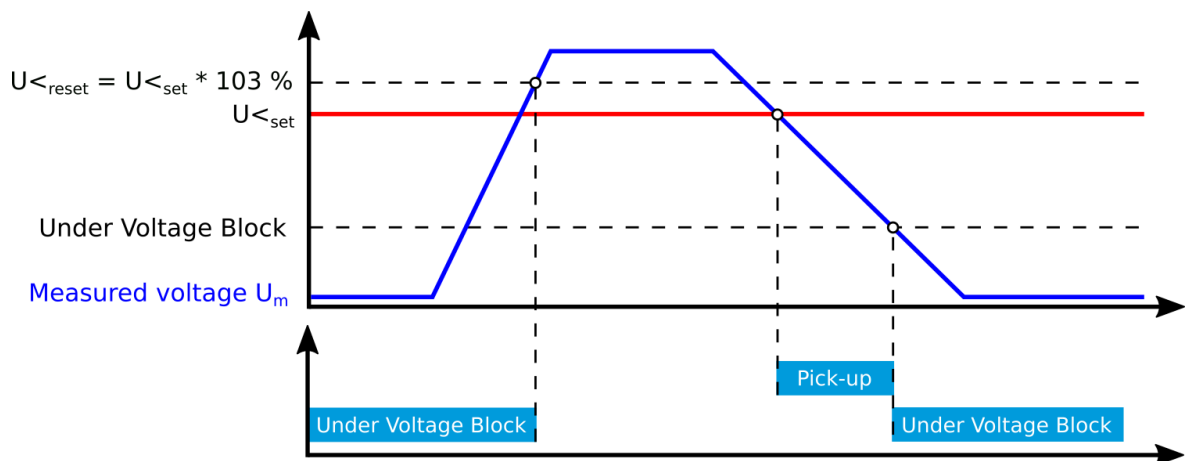 U<reset = U<set * 103 %
U<set
Under Voltage Block
Measured voltage Um
Pick-up
Under Voltage Block
Under Voltage Block